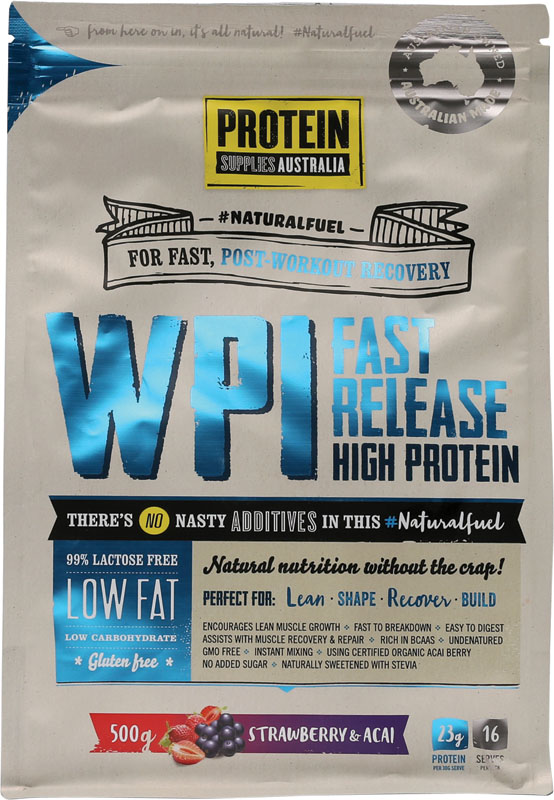 from here on in, it's all natural! #Naturalfuel
AUSTRALIAN MADE
PROTEIN
SUPPLIES AUSTRALIA
- #NATURALFUEL -
FOR FAST, POST-WORKOUT RECOVERY
WPI
FAST
RELEASE
HIGH PROTEIN
THERE'S NO NASTY ADDITIVES IN THIS #Naturalfuel
99% LACTOSE FREE
LOW FAT
LOW CARBOHYDRATE
* Gluten free *
Natural nutrition without the crap!
PERFECT FOR: Lean · SHAPE · Recover · BUILD
ENCOURAGES LEAN MUSCLE GROWTH ❖ FAST TO BREAKDOWN ❖ EASY TO DIGEST
ASSISTS WITH MUSCLE RECOVERY & REPAIR ❖ RICH IN BCAAS ❖ UNDENATURED
GMO FREE ❖ INSTANT MIXING ❖ USING CERTIFIED ORGANIC ACAI BERRY
NO ADDED SUGAR ❖ NATURALLY SWEETENED WITH STEVIA
500g
STRAWBERRY & ACAI
23g
PROTEIN
PER 30G SERVE
16
SERVES